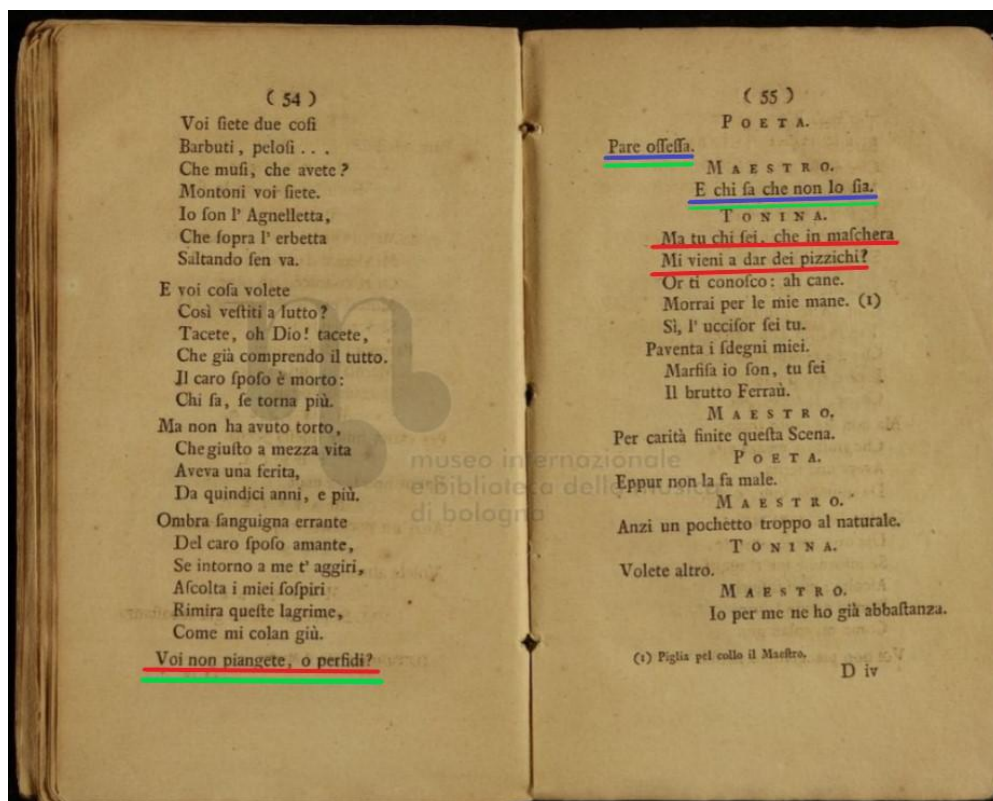 ( 54 )
Voi ſiete due coſi
Barbuti, peloſi . . .
Che muſi, che avete?
Montoni voi ſiete.
Io ſon l' Agnelletta,
Che ſopra l' erbetta
Saltando ſen va.
E voi coſa volete
Così veſtiti a lutto?
Tacete, oh Dio! tacete,
Che già comprendo il tutto.
Il caro ſpoſo è morto:
Chi ſa, ſe torna più.
Ma non ha avuto torto,
Che giuſto a mezza vita
Aveva una ferita,
Da quindici anni, e più.
Ombra ſanguigna errante
Del caro ſpoſo amante,
Se intorno a me t' aggiri,
Aſcolta i miei ſoſpiri
Rimira queſte lagrime,
Come mi colan giù.
Voi non piangete, o perfidi?
( 55 )
POETA.
Pare oſſeſſa.
MAESTRO.
E chi ſa che non lo ſia.
TONINA.
Ma tu chi ſei, che in maſchera
Mi vieni a dar dei pizzichi?
Or ti conoſco: ah cane.
Morrai per le mie mane. (1)
Sì, l' ucciſor ſei tu.
Paventa i ſdegni miei.
Marfiſa io ſon, tu ſei
Il brutto Ferraù.
MAESTRO.
Per carità finite queſta Scena.
POETA.
Eppur non la fa male.
MAESTRO.
Anzi un pochetto troppo al naturale.
TONINA.
Volete altro.
MAESTRO.
Io per me ne ho già abbaſtanza.
(1) Piglia pel collo il Maeſtro.
D iv
museo internazionale
e biblioteca della musica
di bologna